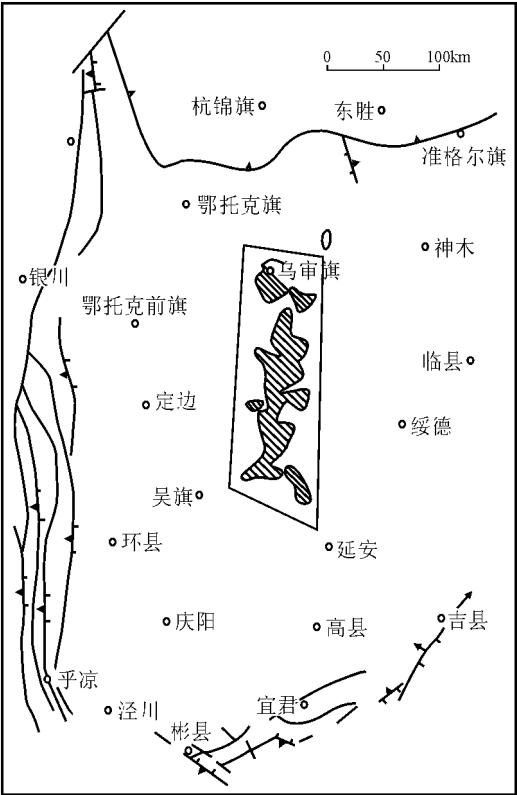 0 50 100km
杭锦旗
东胜
准格尔旗
鄂托克旗
神木
乌审旗
银川
鄂托克前旗
临县
定边
绥德
吴旗
环县
延安
庆阳
高县
吉县
乎凉
泾川
宜君
彬县